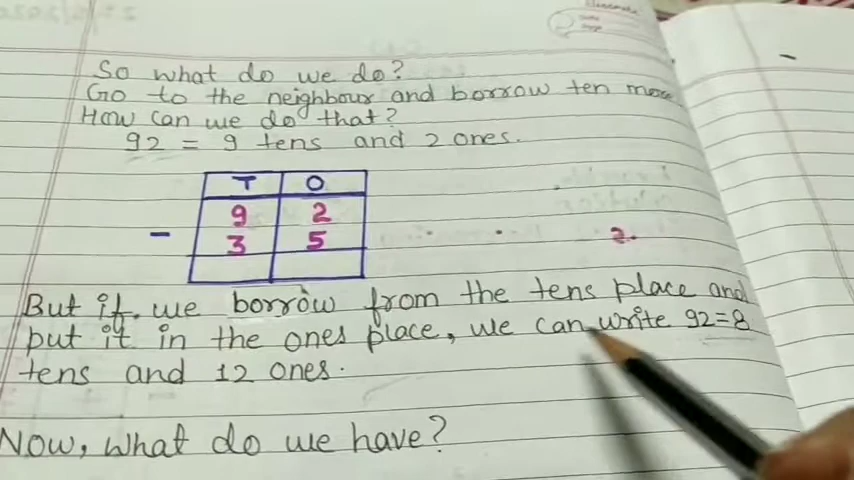 So what do we do?
Go to the neighbour and borrow ten more.
How can we do that?
92 = 9 tens and 2 ones.
T O
9 2
- 3 5
But if we borrow from the tens place and
put it in the ones place, we can write 92=8
tens and 12 ones.
Now, what do we have?